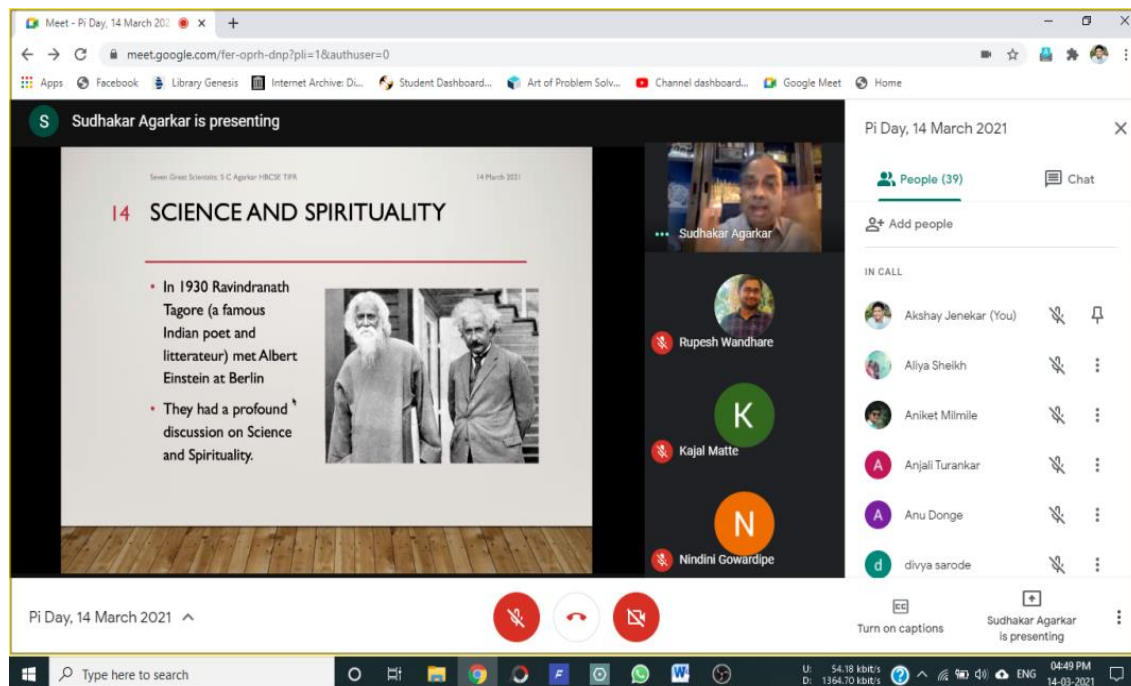 Meet - Pi Day, 14 March 202
meet.google.com/fer-oprh-dnp?pli=1&authuser=0
Apps Facebook Library Genesis Internet Archive: Di... Student Dashboard... Art of Problem Solv... Channel dashboard... Google Meet Home
S Sudhakar Agarkar is presenting
Seven Great Scientists: S C Agarkar HBCSE TIFR 14 March 2021
14 SCIENCE AND SPIRITUALITY
• In 1930 Ravindranath
Tagore (a famous
Indian poet and
litterateur) met Albert
Einstein at Berlin
• They had a profound
discussion on Science
and Spirituality.
Sudhakar Agarkar
Rupesh Wandhare
K
Kajal Matte
N
Nindini Gowardipe
Pi Day, 14 March 2021
People (39) Chat
Add people
IN CALL
Akshay Jenekar (You)
Aliya Sheikh
Aniket Milmile
A Anjali Turankar
A Anu Donge
d divya sarode
Pi Day, 14 March 2021
CC
Turn on captions
Sudhakar Agarkar
is presenting
Type here to search
F
W
U: 54.18 kbit/s
D: 1364.70 kbit/s
ENG
04:49 PM
14-03-2021